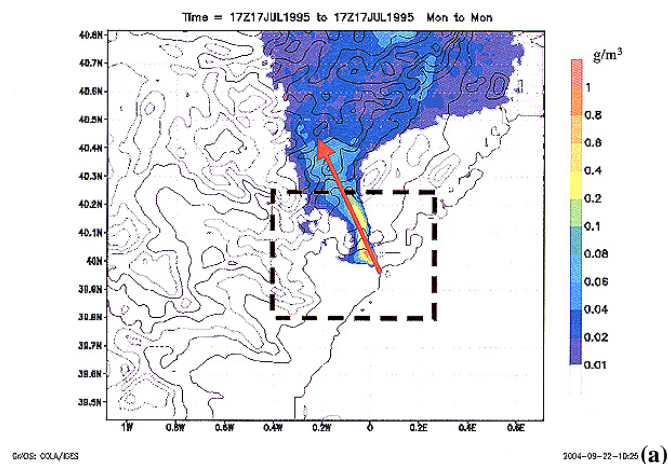 Time = 17Z17JUL1995 to 17Z17JUL1995 Mon to Mon
g/m³
40.8N
40.7N
40.6N
40.5N
40.4N
40.3N
40.2N
40.1N
40N
39.9N
39.8N
39.7N
39.6N
39.5N
1W
0.8W
0.6W
0.4W
0.2W
0
0.2E
0.4E
0.6E
1
0.8
0.6
0.4
0.2
0.1
0.08
0.06
0.04
0.02
0.01
GrADS: COLA/IGES
2004-09-22-10:25
(a)